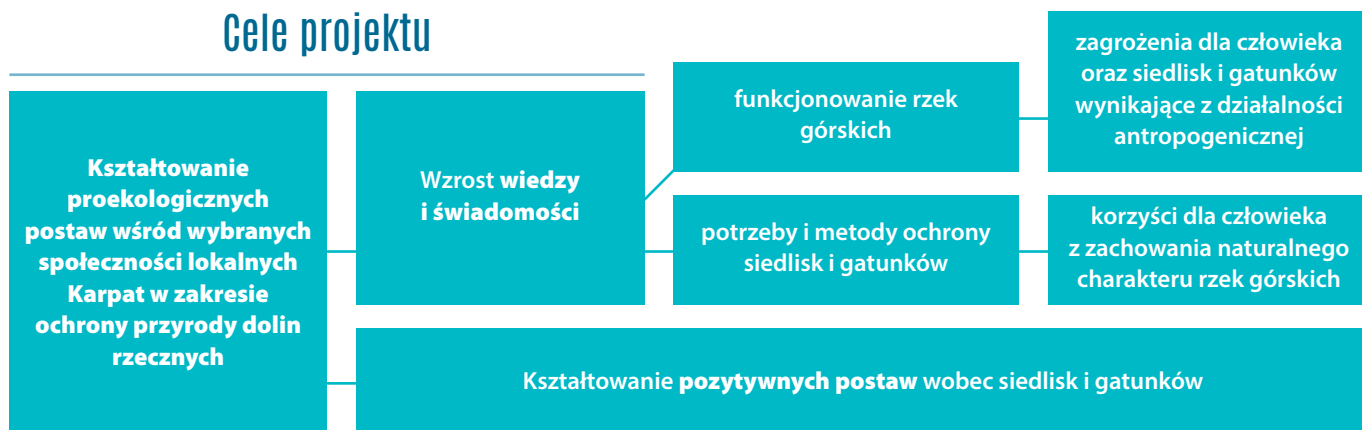 Cele projektu
Kształtowanie
proekologicznych
postaw wśród wybranych
społeczności lokalnych
Karpat w zakresie
ochrony przyrody dolin
rzecznych
Wzrost wiedzy
i świadomości
funkcjonowanie rzek
górskich
zagrożenia dla człowieka
oraz siedlisk i gatunków
wynikające z działalności
antropogenicznej
potrzeby i metody ochrony
siedlisk i gatunków
korzyści dla człowieka
z zachowania naturalnego
charakteru rzek górskich
Kształtowanie pozytywnych postaw wobec siedlisk i gatunków